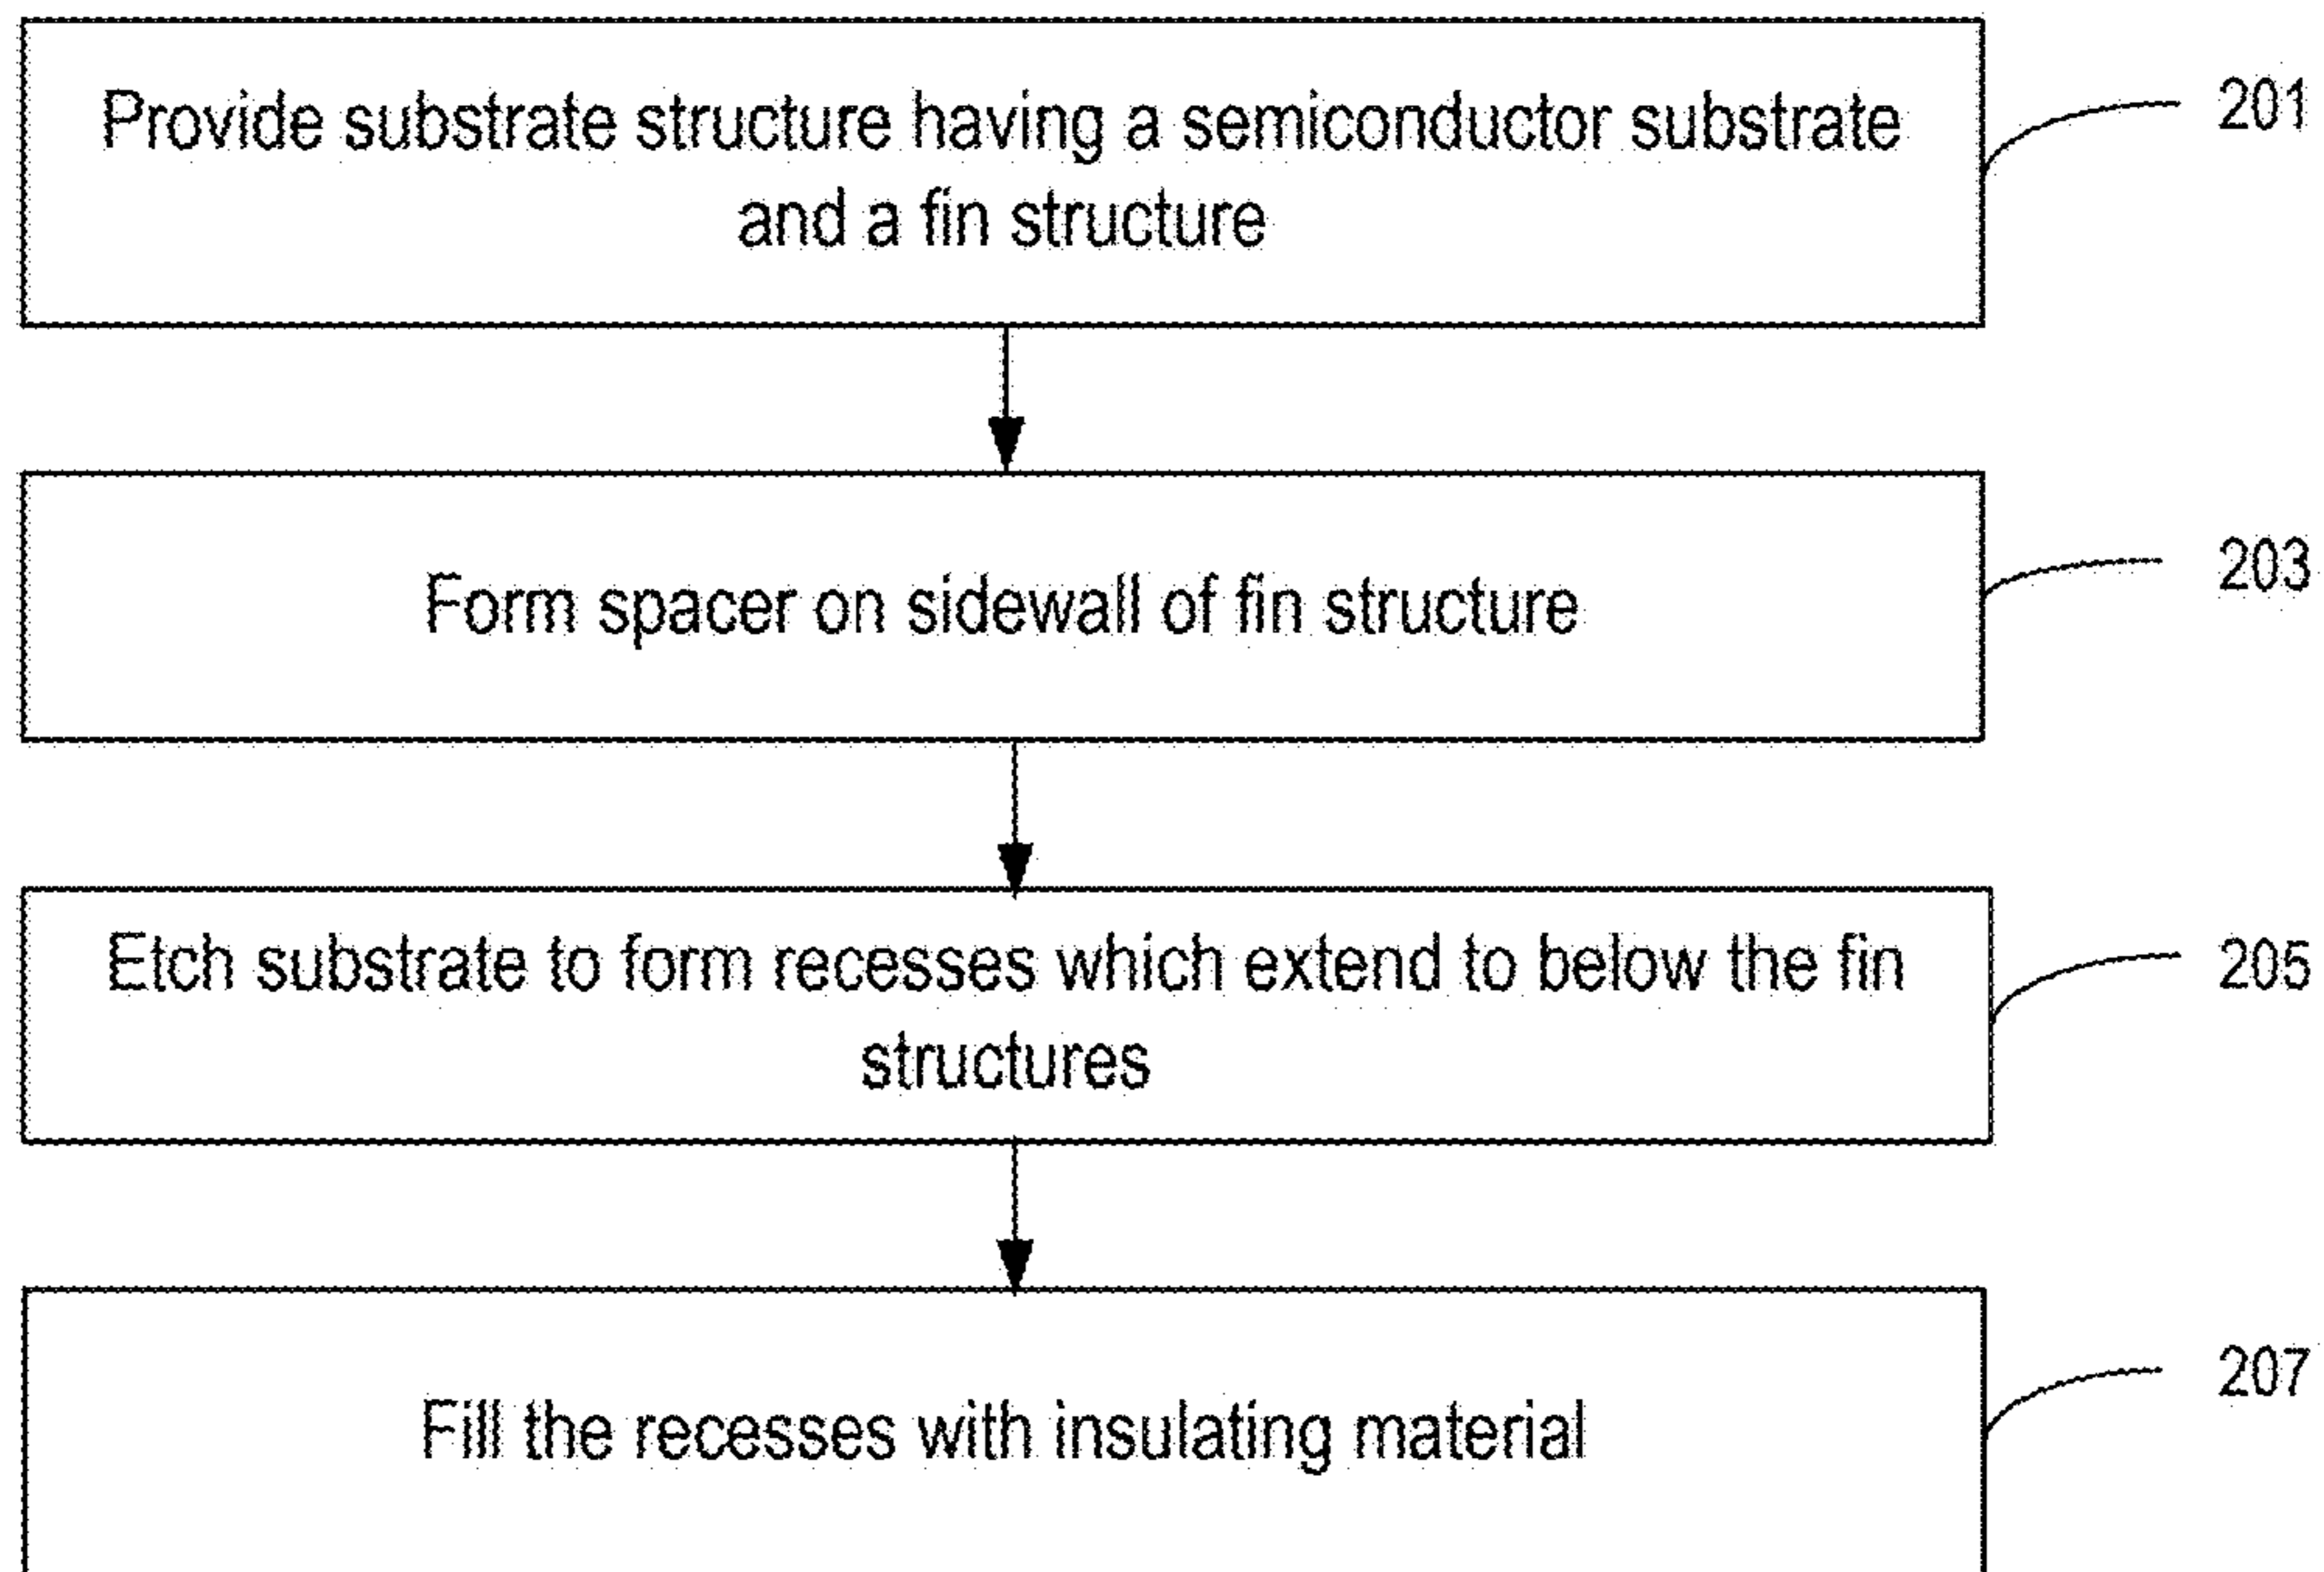 Provide substrate structure having a semiconductor substrate
and a fin structure
201
Form spacer on sidewall of fin structure
203
Etch substrate to form recesses which extend to below the fin
structures
205
Fill the recesses with insulating material
207